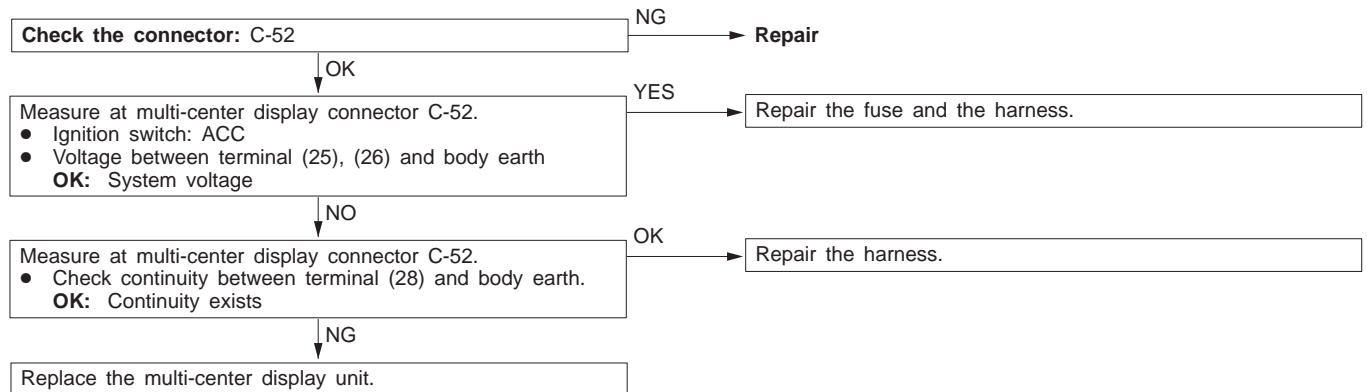 NG
Check the connector: C-52
Repair
OK
Measure at multi-center display connector C-52.
● Ignition switch: ACC
● Voltage between terminal (25), (26) and body earth
OK: System voltage
YES
Repair the fuse and the harness.
NO
Measure at multi-center display connector C-52.
● Check continuity between terminal (28) and body earth.
OK: Continuity exists
OK
Repair the harness.
NG
Replace the multi-center display unit.